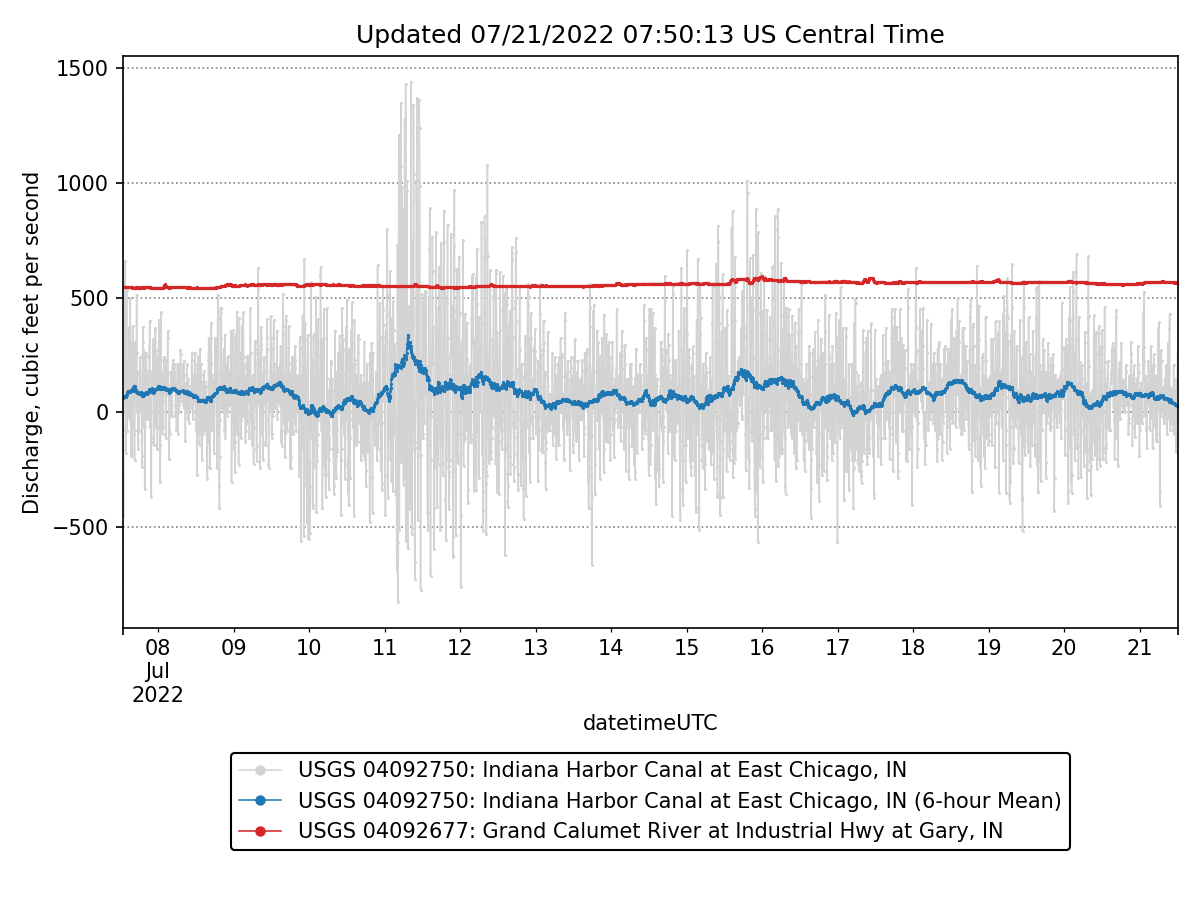 Updated 07/21/2022 07:50:13 US Central Time
Discharge, cubic feet per second
1500
1000
500
0
−500
08 09 10 11 12 13 14 15 16 17 18 19 20 21
Jul
2022
datetimeUTC
USGS 04092750: Indiana Harbor Canal at East Chicago, IN
USGS 04092750: Indiana Harbor Canal at East Chicago, IN (6-hour Mean)
USGS 04092677: Grand Calumet River at Industrial Hwy at Gary, IN